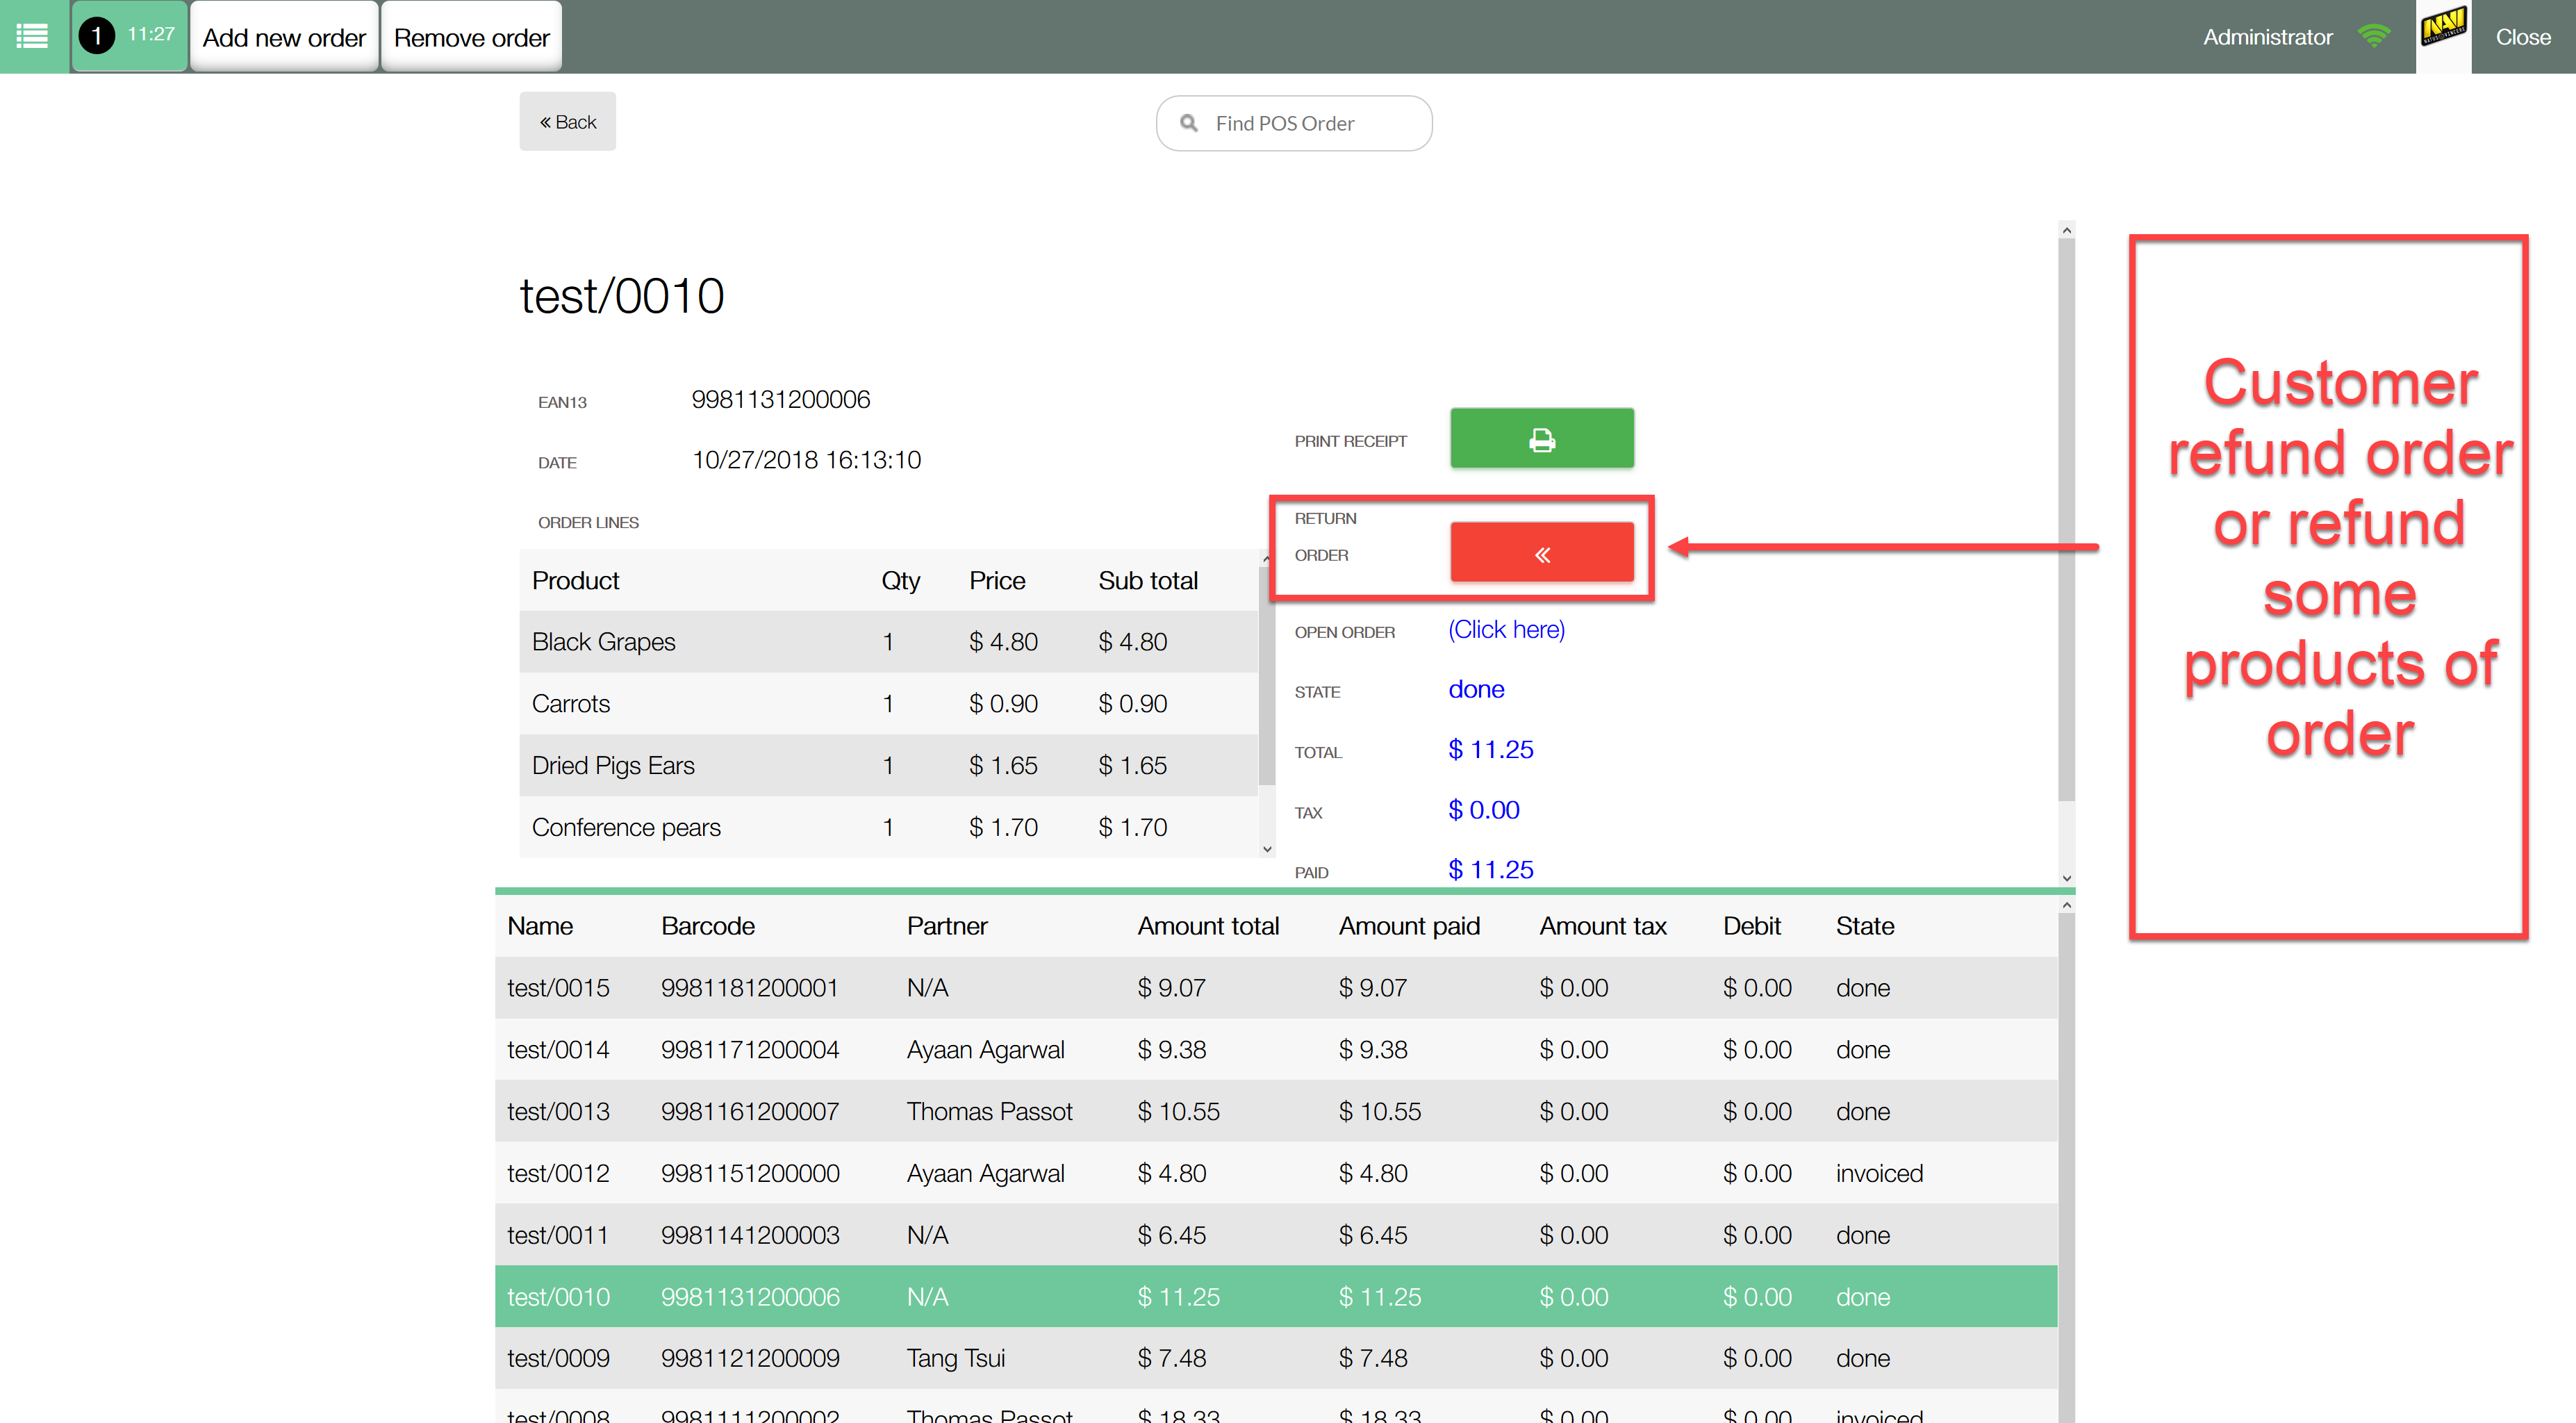 1 11:27 Add new order Remove order Administrator NAVI Close
« Back Find POS Order
test/0010
EAN13 9981131200006
DATE 10/27/2018 16:13:10
ORDER LINES
Product Qty Price Sub total
Black Grapes 1 $ 4.80 $ 4.80
Carrots 1 $ 0.90 $ 0.90
Dried Pigs Ears 1 $ 1.65 $ 1.65
Conference pears 1 $ 1.70 $ 1.70
PRINT RECEIPT
RETURN
ORDER «
OPEN ORDER (Click here)
STATE done
TOTAL $ 11.25
TAX $ 0.00
PAID $ 11.25
Customer
refund order
or refund
some
products of
order
Name Barcode Partner Amount total Amount paid Amount tax Debit State
test/0015 9981181200001 N/A $ 9.07 $ 9.07 $ 0.00 $ 0.00 done
test/0014 9981171200004 Ayaan Agarwal $ 9.38 $ 9.38 $ 0.00 $ 0.00 done
test/0013 9981161200007 Thomas Passot $ 10.55 $ 10.55 $ 0.00 $ 0.00 done
test/0012 9981151200000 Ayaan Agarwal $ 4.80 $ 4.80 $ 0.00 $ 0.00 invoiced
test/0011 9981141200003 N/A $ 6.45 $ 6.45 $ 0.00 $ 0.00 done
test/0010 9981131200006 N/A $ 11.25 $ 11.25 $ 0.00 $ 0.00 done
test/0009 9981121200009 Tang Tsui $ 7.48 $ 7.48 $ 0.00 $ 0.00 done
test/0008 9981111200002 Thomas Passot $ 18.33 $ 18.33 $ 0.00 $ 0.00 invoiced